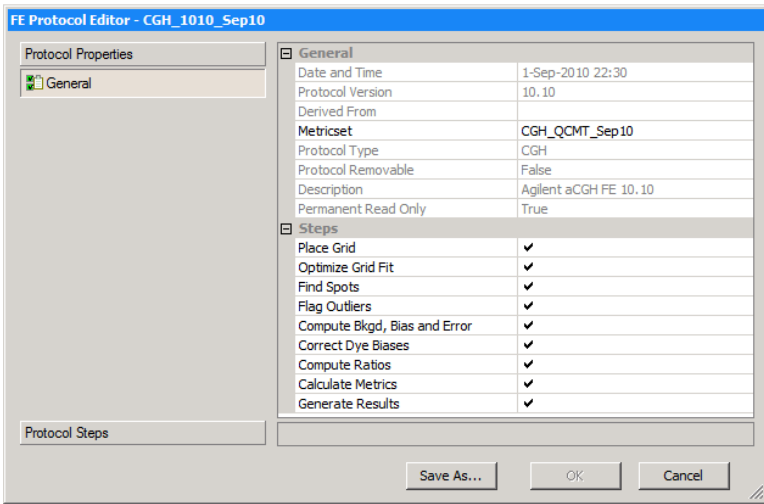 FE Protocol Editor - CGH_1010_Sep10
Protocol Properties
General
General
Date and Time 1-Sep-2010 22:30
Protocol Version 10.10
Derived From
Metricset CGH_QCMT_Sep10
Protocol Type CGH
Protocol Removable False
Description Agilent aCGH FE 10.10
Permanent Read Only True
Steps
Place Grid
Optimize Grid Fit
Find Spots
Flag Outliers
Compute Bkgd, Bias and Error
Correct Dye Biases
Compute Ratios
Calculate Metrics
Generate Results
Protocol Steps
Save As... OK Cancel